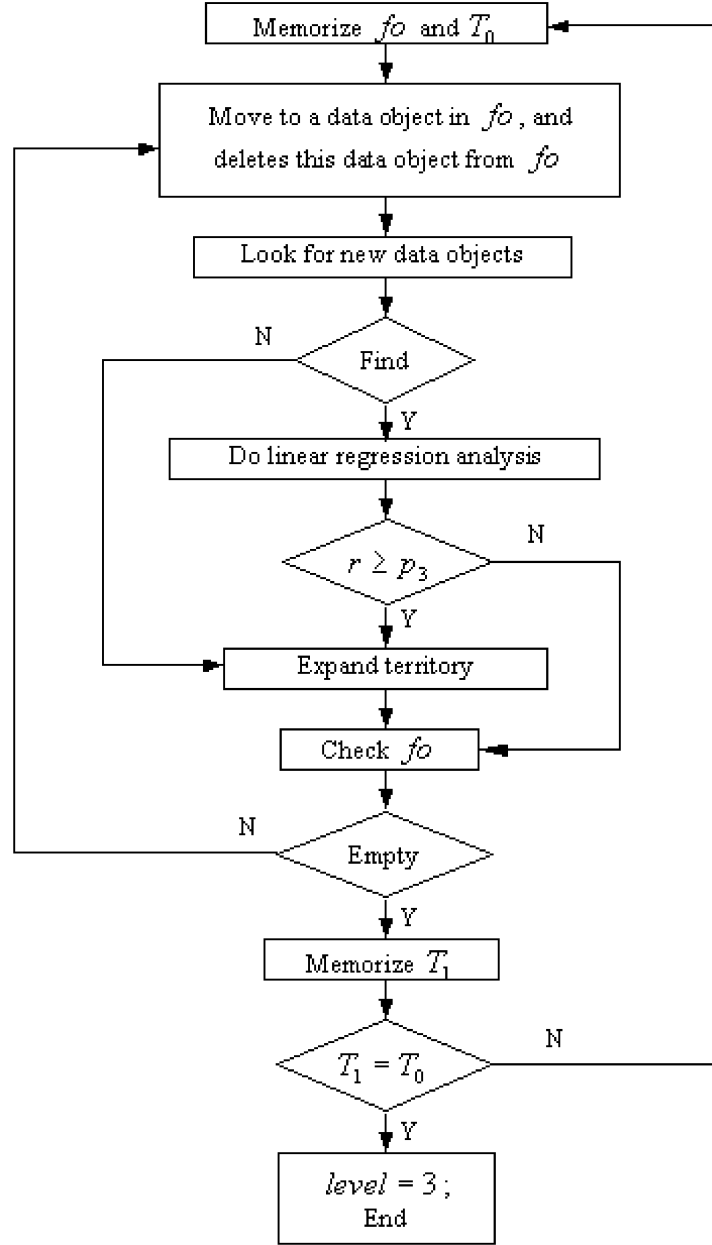 Memorize fo and T₀
Move to a data object in fo, and
deletes this data object from fo
Look for new data objects
N
Find
Y
Do linear regression analysis
N
r ≥ p₃
Y
Expand territory
Check fo
N
Empty
Y
Memorize T₁
N
T₁ = T₀
Y
level = 3 ;
End